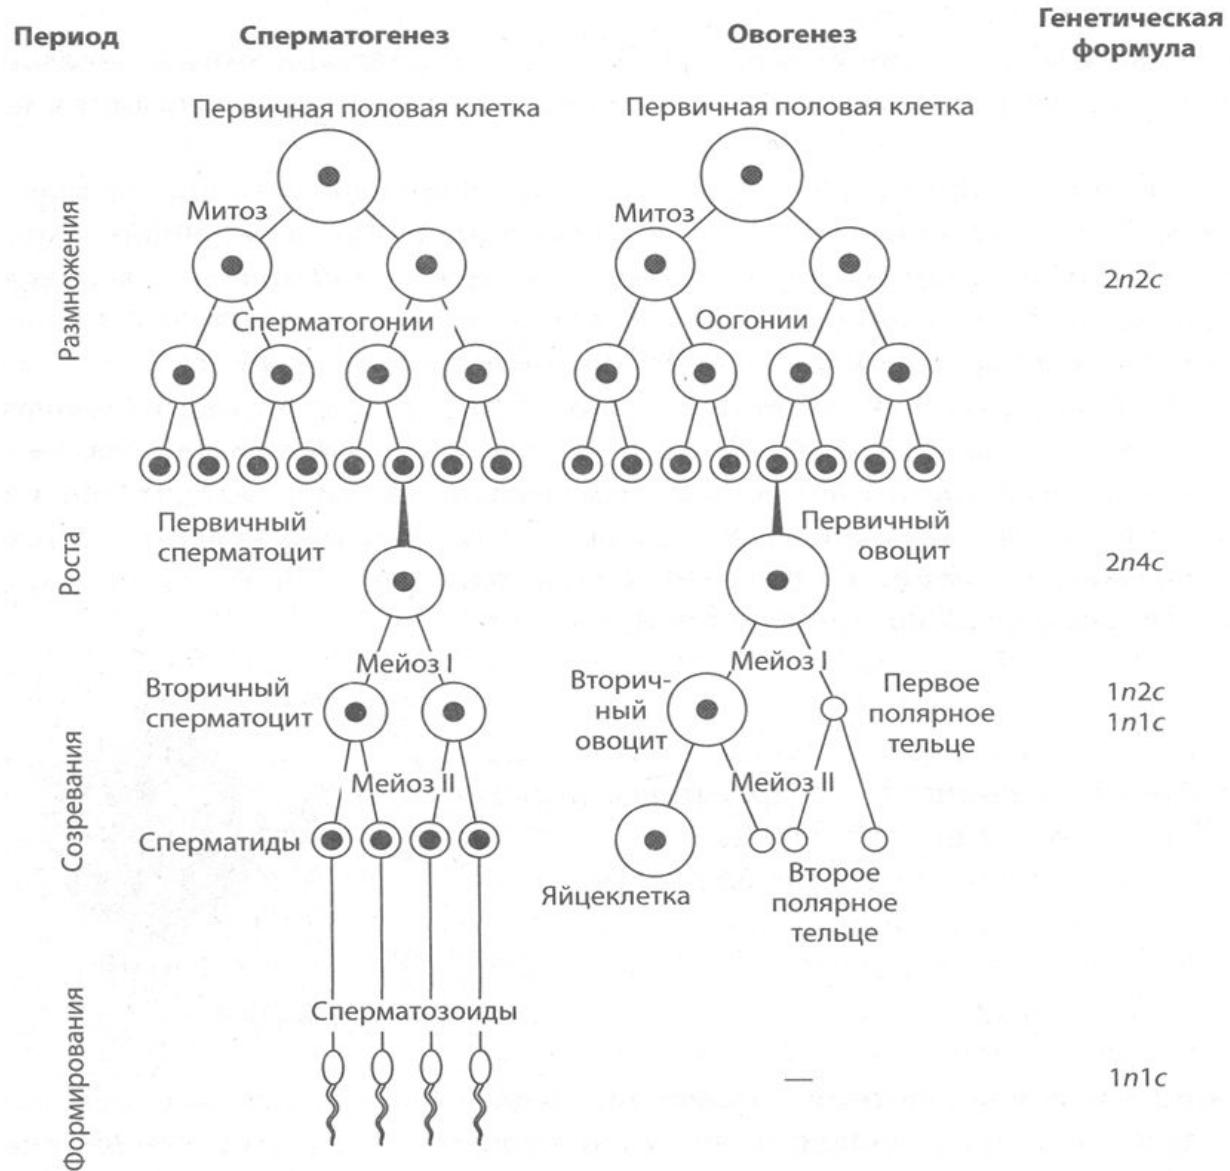 Период
Сперматогенез
Овогенез
Генетическая
формула
Первичная половая клетка
Первичная половая клетка
Размножения
Митоз
Митоз
2n2c
Сперматогонии
Оогонии
Роста
Первичный
сперматоцит
Первичный
овоцит
2n4c
Созревания
Мейоз I
Мейоз I
Вторичный
сперматоцит
Вторич-
ный
овоцит
Первое
полярное
тельце
1n2c
1n1c
Мейоз II
Мейоз II
Сперматиды
Яйцеклетка
Второе
полярное
тельце
Формирования
Сперматозоиды
—
1n1c